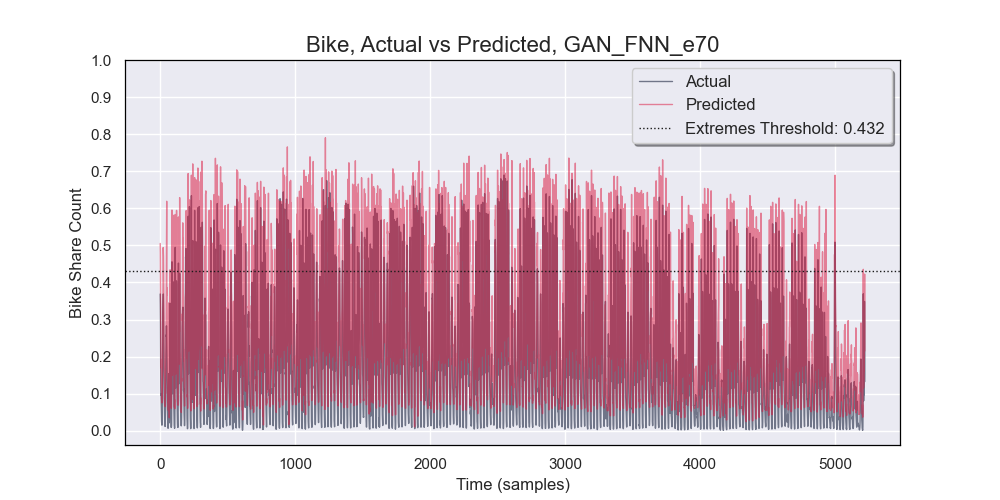 Bike, Actual vs Predicted, GAN_FNN_e70
Actual
Predicted
Extremes Threshold: 0.432
Bike Share Count
1.0
0.9
0.8
0.7
0.6
0.5
0.4
0.3
0.2
0.1
0.0
0 1000 2000 3000 4000 5000
Time (samples)